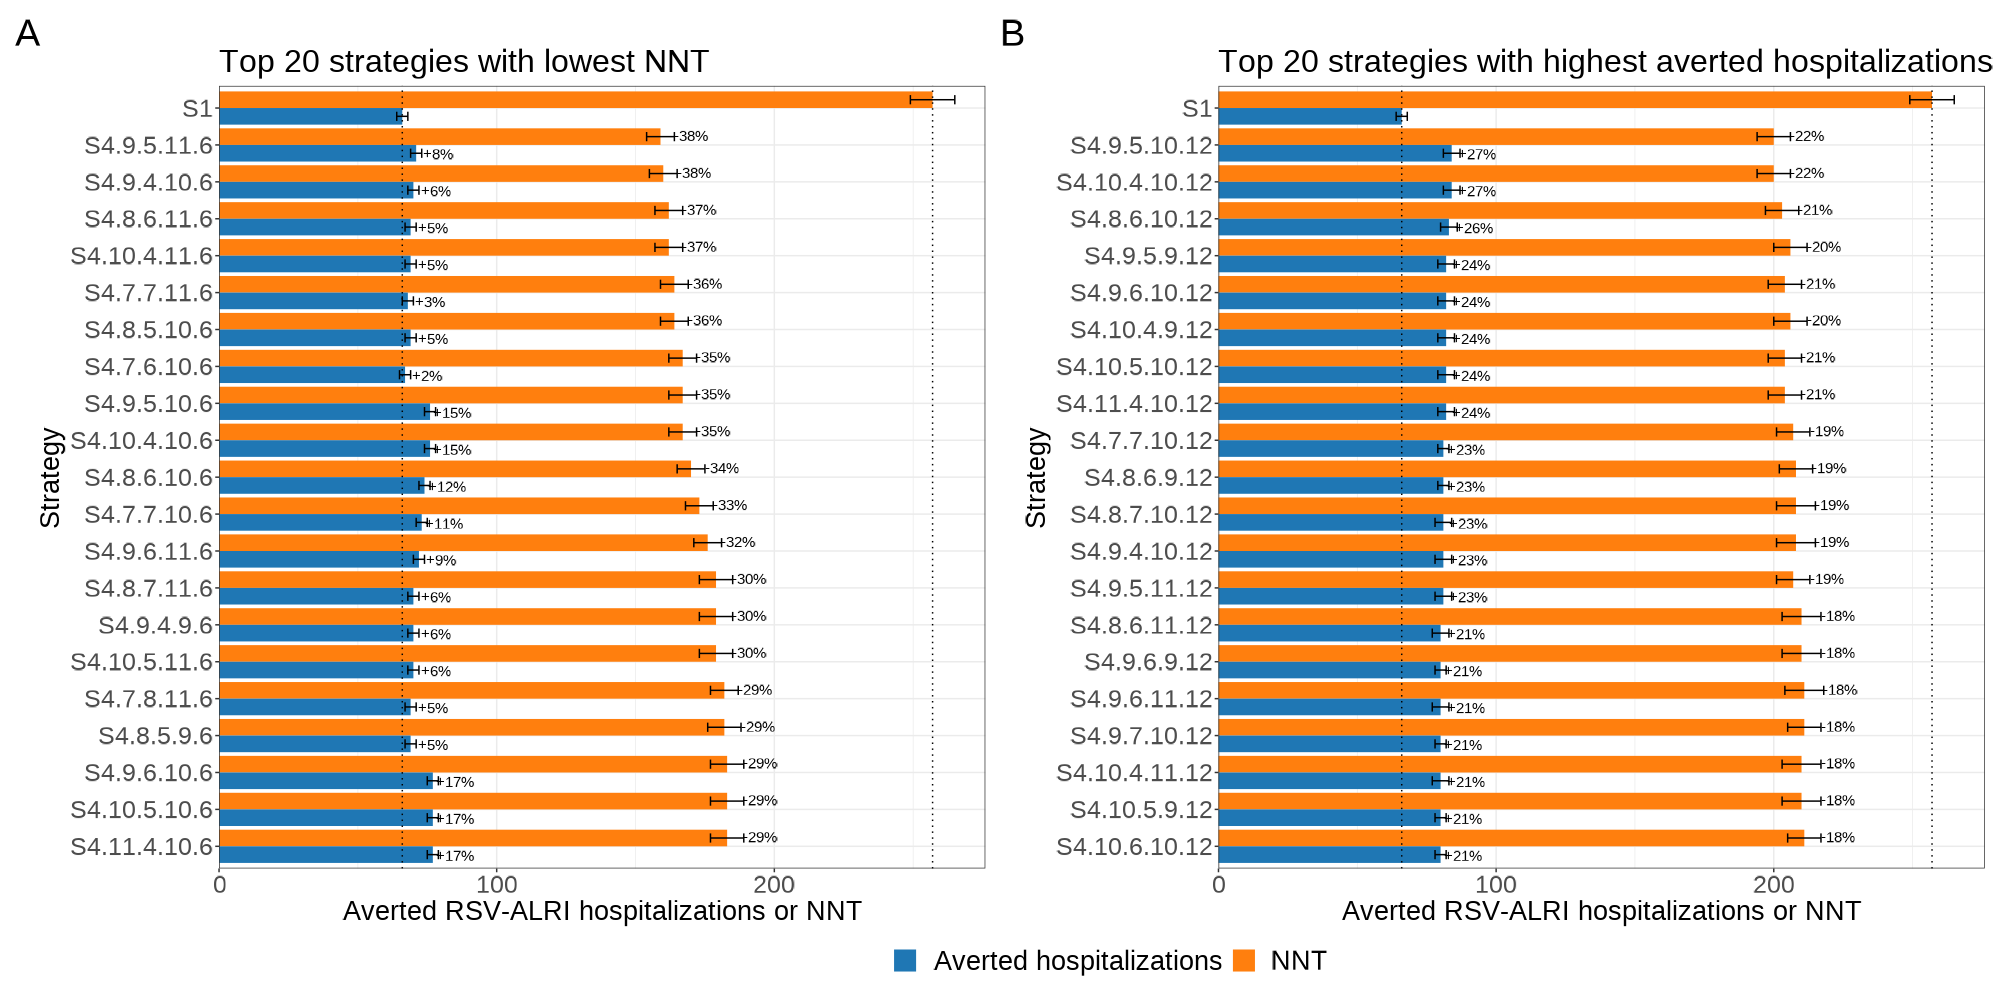 A
Top 20 strategies with lowest NNT
S1
S4.9.5.11.6
-38%
+8%
S4.9.4.10.6
-38%
+6%
S4.8.6.11.6
-37%
+5%
S4.10.4.11.6
-37%
+5%
S4.7.7.11.6
-36%
+3%
S4.8.5.10.6
-36%
+5%
S4.7.6.10.6
-35%
+2%
S4.9.5.10.6
-35%
+15%
S4.10.4.10.6
-35%
+15%
S4.8.6.10.6
-34%
+12%
S4.7.7.10.6
-33%
+11%
S4.9.6.11.6
-32%
+9%
S4.8.7.11.6
-30%
+6%
S4.9.4.9.6
-30%
+6%
S4.10.5.11.6
-30%
+6%
S4.7.8.11.6
-29%
+5%
S4.8.5.9.6
-29%
+5%
S4.9.6.10.6
-29%
+17%
S4.10.5.10.6
-29%
+17%
S4.11.4.10.6
-29%
+17%
Strategy
0 100 200
Averted RSV-ALRI hospitalizations or NNT
B
Top 20 strategies with highest averted hospitalizations
S1
S4.9.5.10.12
-22%
+27%
S4.10.4.10.12
-22%
+27%
S4.8.6.10.12
-21%
+26%
S4.9.5.9.12
-20%
+24%
S4.9.6.10.12
-21%
+24%
S4.10.4.9.12
-20%
+24%
S4.10.5.10.12
-21%
+24%
S4.11.4.10.12
-21%
+24%
S4.7.7.10.12
-19%
+23%
S4.8.6.9.12
-19%
+23%
S4.8.7.10.12
-19%
+23%
S4.9.4.10.12
-19%
+23%
S4.9.5.11.12
-19%
+23%
S4.8.6.11.12
-18%
+21%
S4.9.6.9.12
-18%
+21%
S4.9.6.11.12
-18%
+21%
S4.9.7.10.12
-18%
+21%
S4.10.4.11.12
-18%
+21%
S4.10.5.9.12
-18%
+21%
S4.10.6.10.12
-18%
+21%
Strategy
0 100 200
Averted RSV-ALRI hospitalizations or NNT
Averted hospitalizations NNT